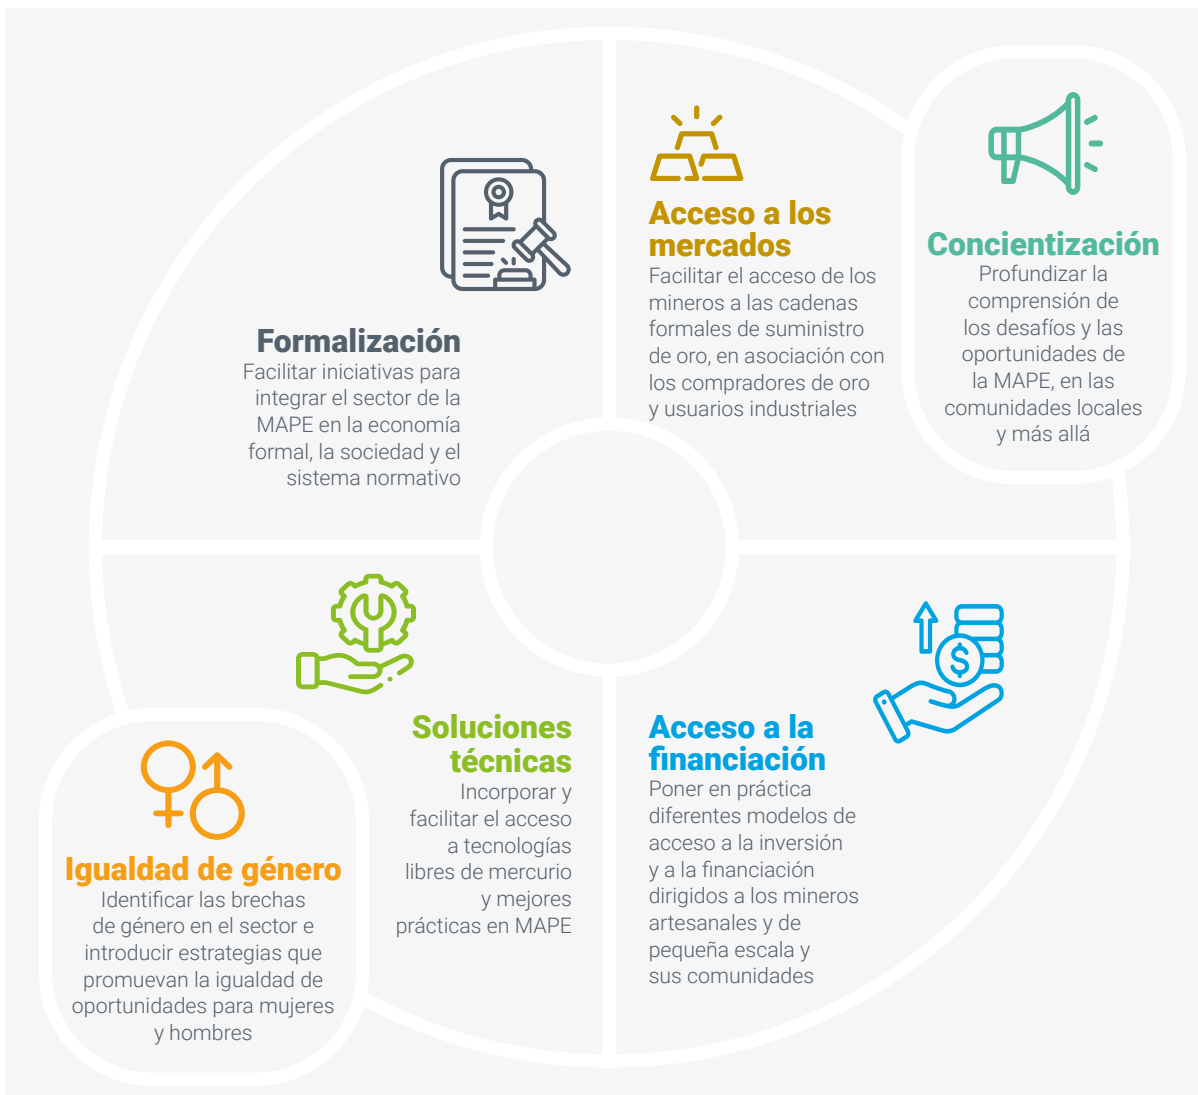 Formalización
Facilitar iniciativas para
integrar el sector de la
MAPE en la economía
formal, la sociedad y el
sistema normativo
Acceso a los
mercados
Facilitar el acceso de los
mineros a las cadenas
formales de suministro
de oro, en asociación con
los compradores de oro
y usuarios industriales
Concientización
Profundizar la
comprensión de
los desafíos y las
oportunidades de
la MAPE, en las
comunidades locales
y más allá
Igualdad de género
Identificar las brechas
de género en el sector e
introducir estrategias que
promuevan la igualdad de
oportunidades para mujeres
y hombres
Soluciones
técnicas
Incorporar y
facilitar el acceso
a tecnologías
libres de mercurio
y mejores
prácticas en MAPE
$
Acceso a la
financiación
Poner en práctica
diferentes modelos de
acceso a la inversión
y a la financiación
dirigidos a los mineros
artesanales y de
pequeña escala y
sus comunidades